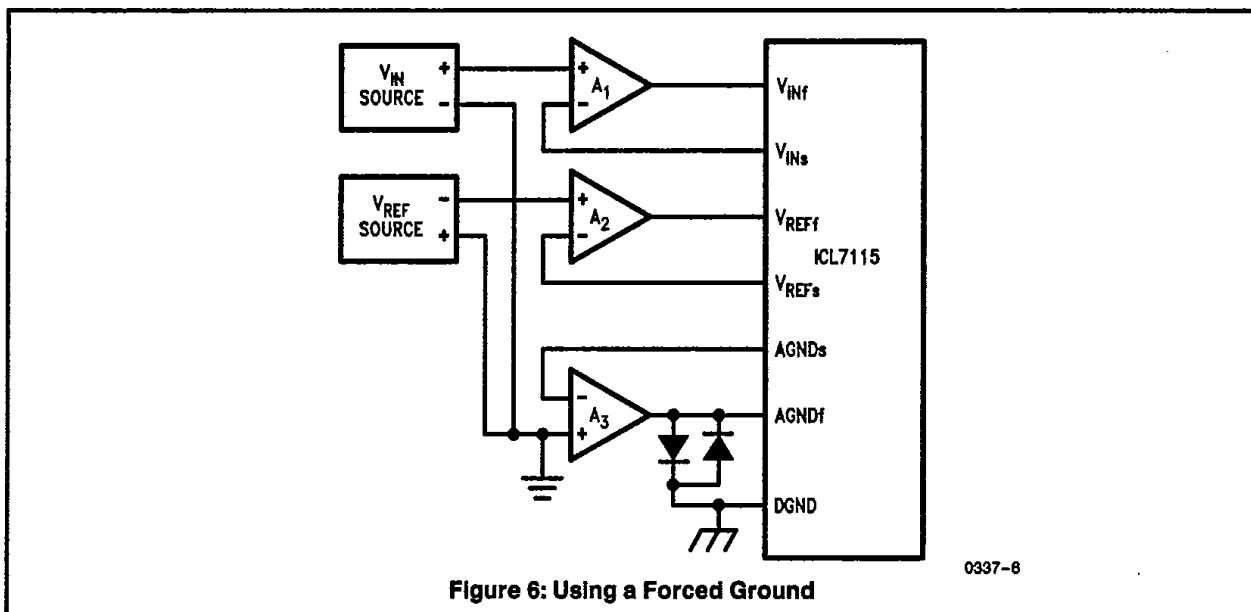 V_IN
SOURCE
+
-
V_REF
SOURCE
-
+
+
-
A_1
+
-
A_2
-
+
A_3
V_INf
V_INs
V_REFf
V_REFs
AGNDs
AGNDf
DGND
ICL7115
0337-6
Figure 6: Using a Forced Ground